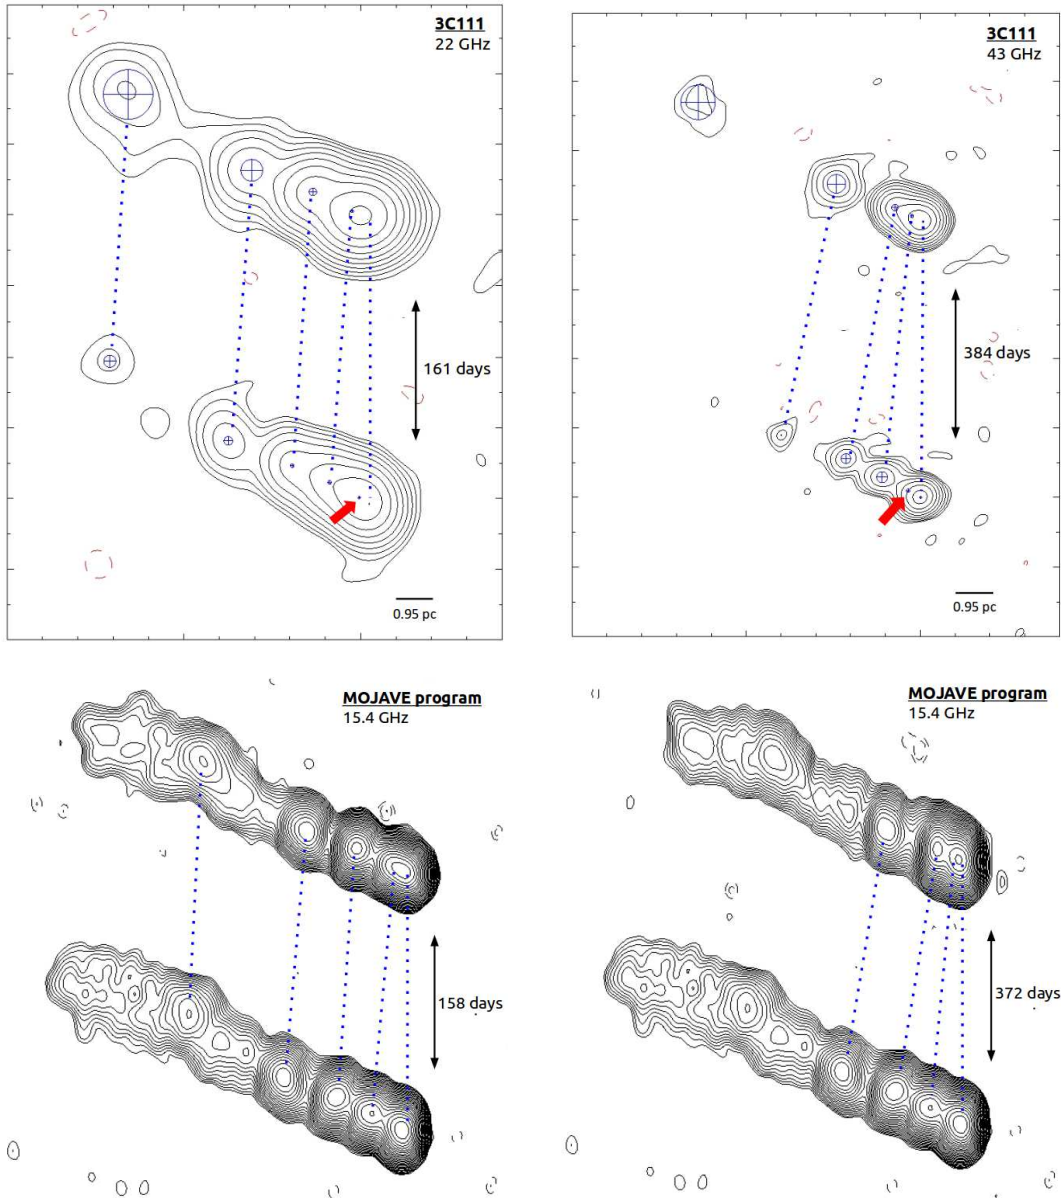 3C111
22 GHz
161 days
0.95 pc
3C111
43 GHz
384 days
0.95 pc
MOJAVE program
15.4 GHz
158 days
MOJAVE program
15.4 GHz
372 days